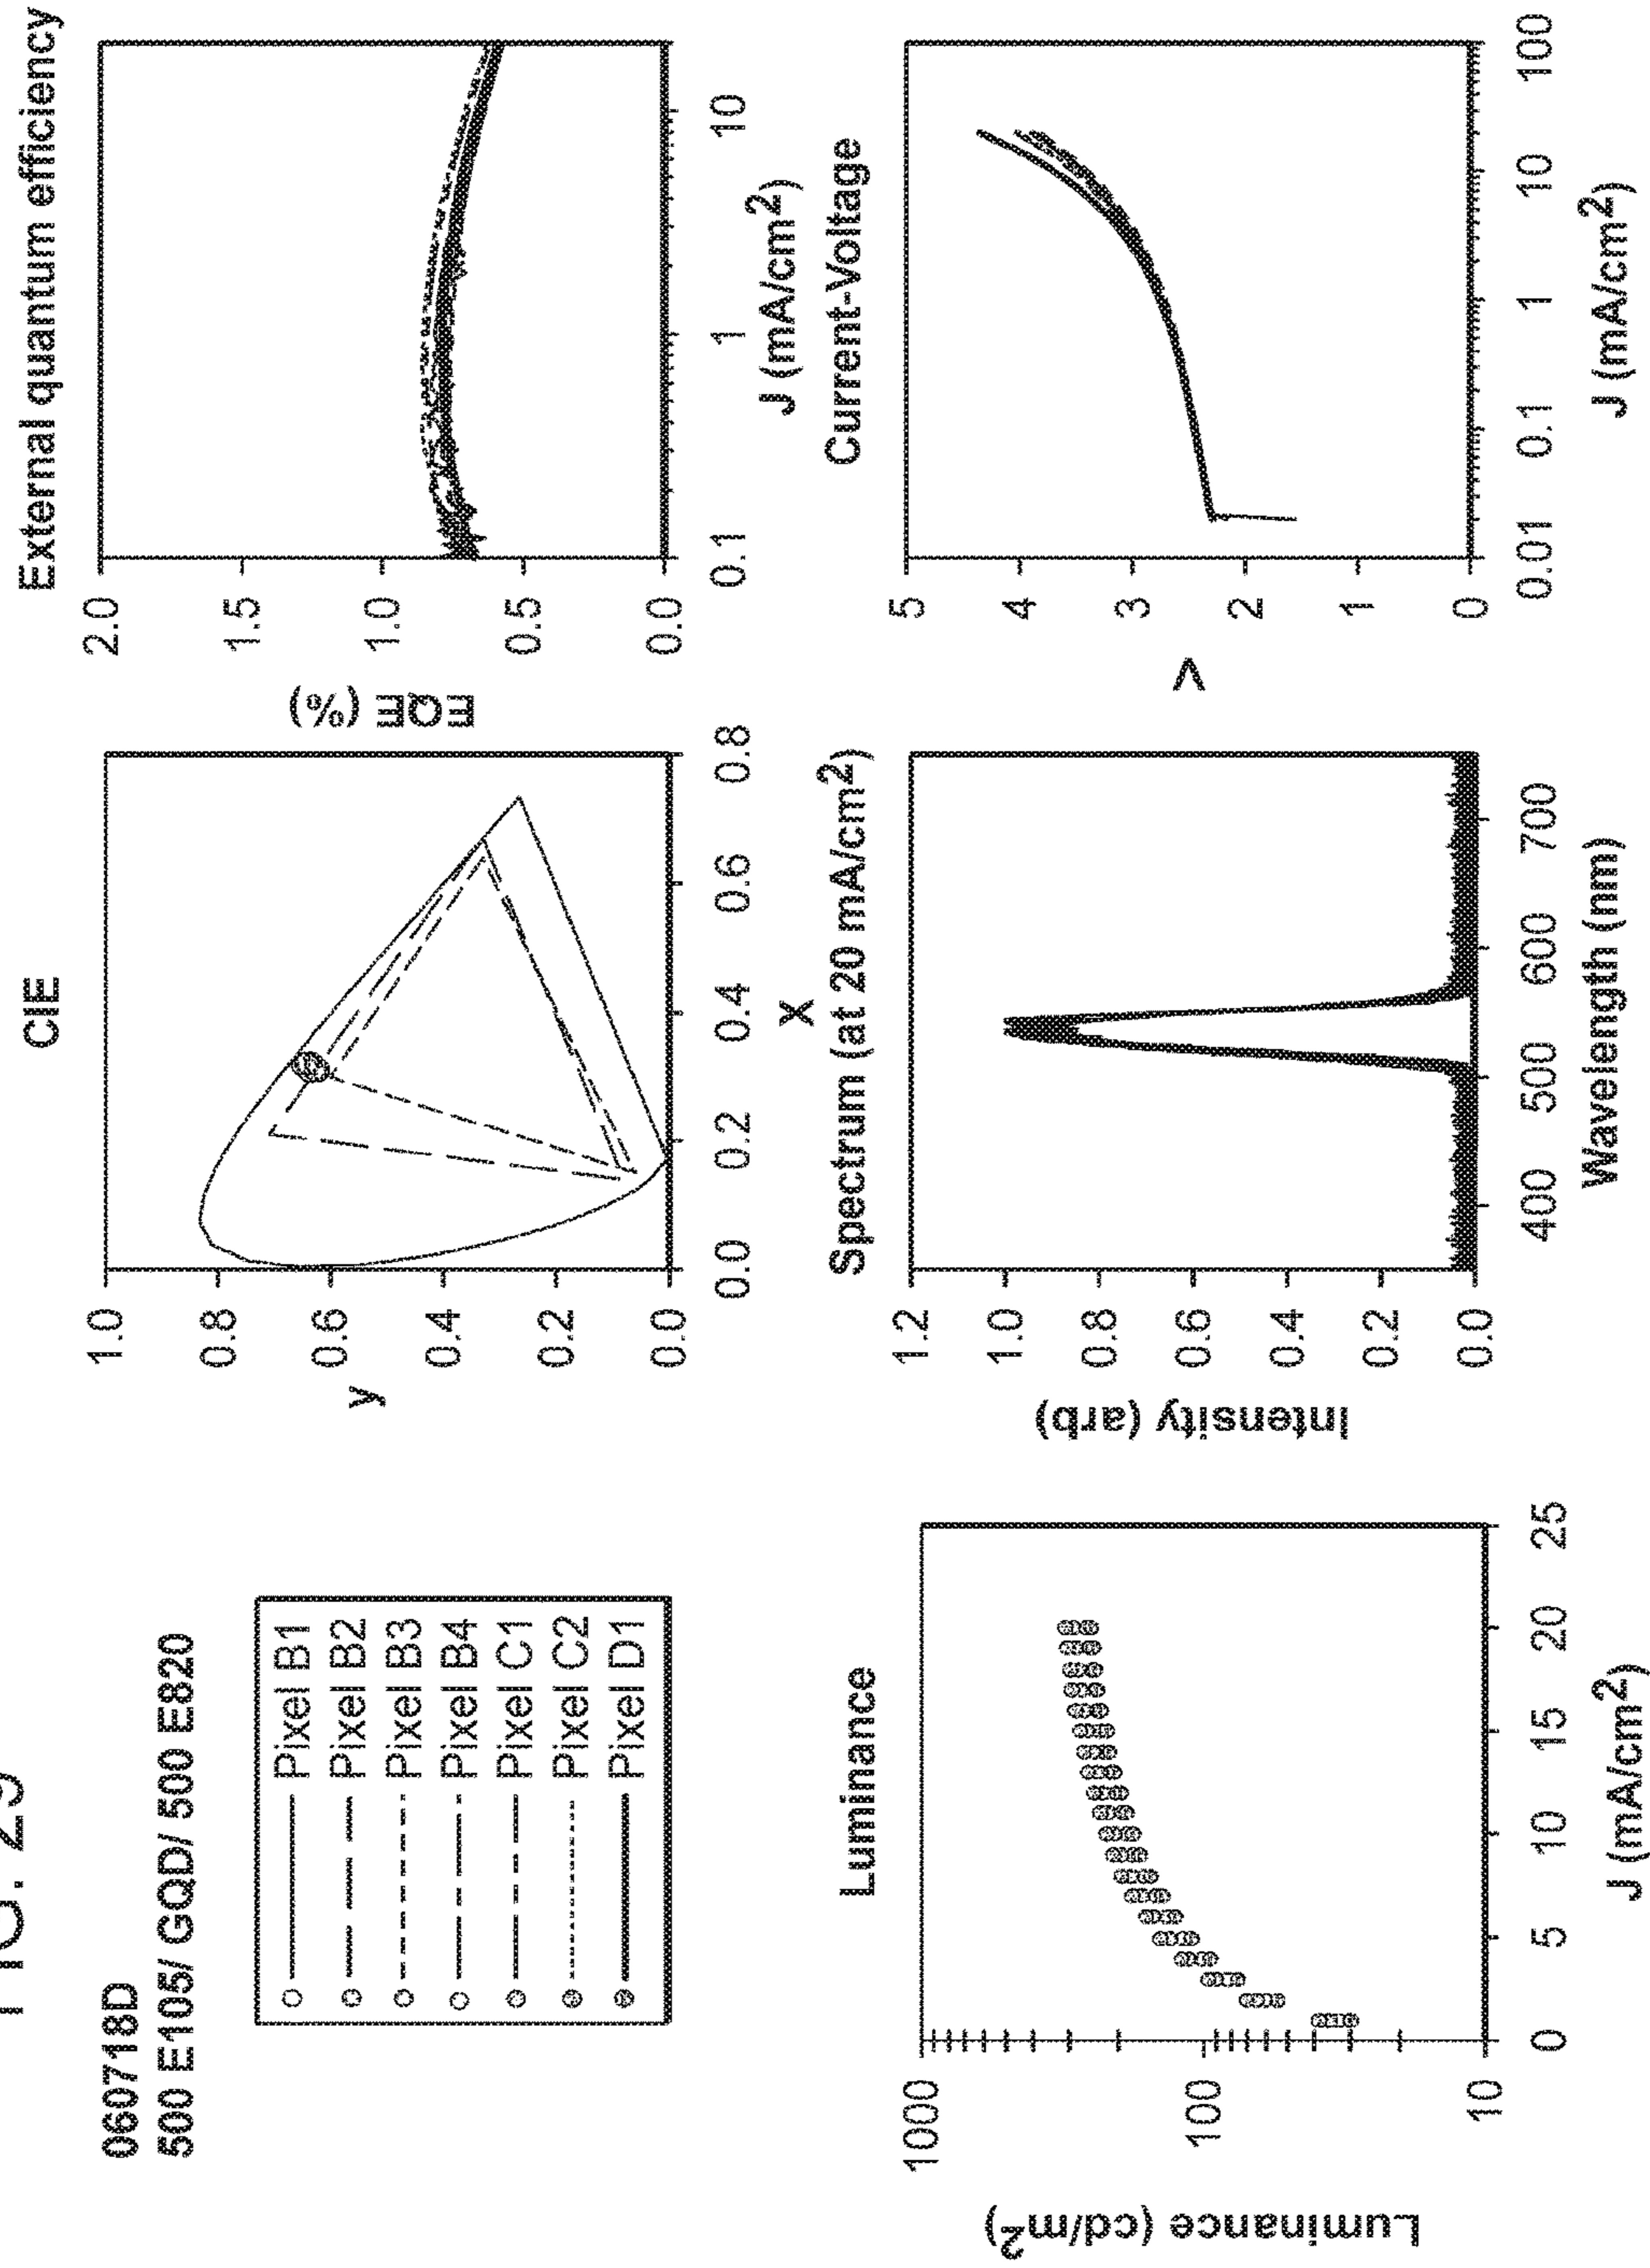 FIG. 29
060718D
500 E105/ GQD/ 500 E820
Pixel B1
Pixel B2
Pixel B3
Pixel B4
Pixel C1
Pixel C2
Pixel D1
CIE
y
1.0
0.8
0.6
0.4
0.2
0.0
0.0 0.2 0.4 0.6 0.8
X
External quantum efficiency
EQE (%)
2.0
1.5
1.0
0.5
0.0
0.1 1 10
J (mA/cm²)
Luminance
Luminance (cd/m²)
1000
100
10
0 5 10 15 20 25
J (mA/cm²)
Spectrum (at 20 mA/cm²)
Intensity (arb)
1.2
1.0
0.8
0.6
0.4
0.2
0.0
400 500 600 700
Wavelength (nm)
Current-Voltage
V
5
4
3
2
1
0
0.01 0.1 1 10 100
J (mA/cm²)